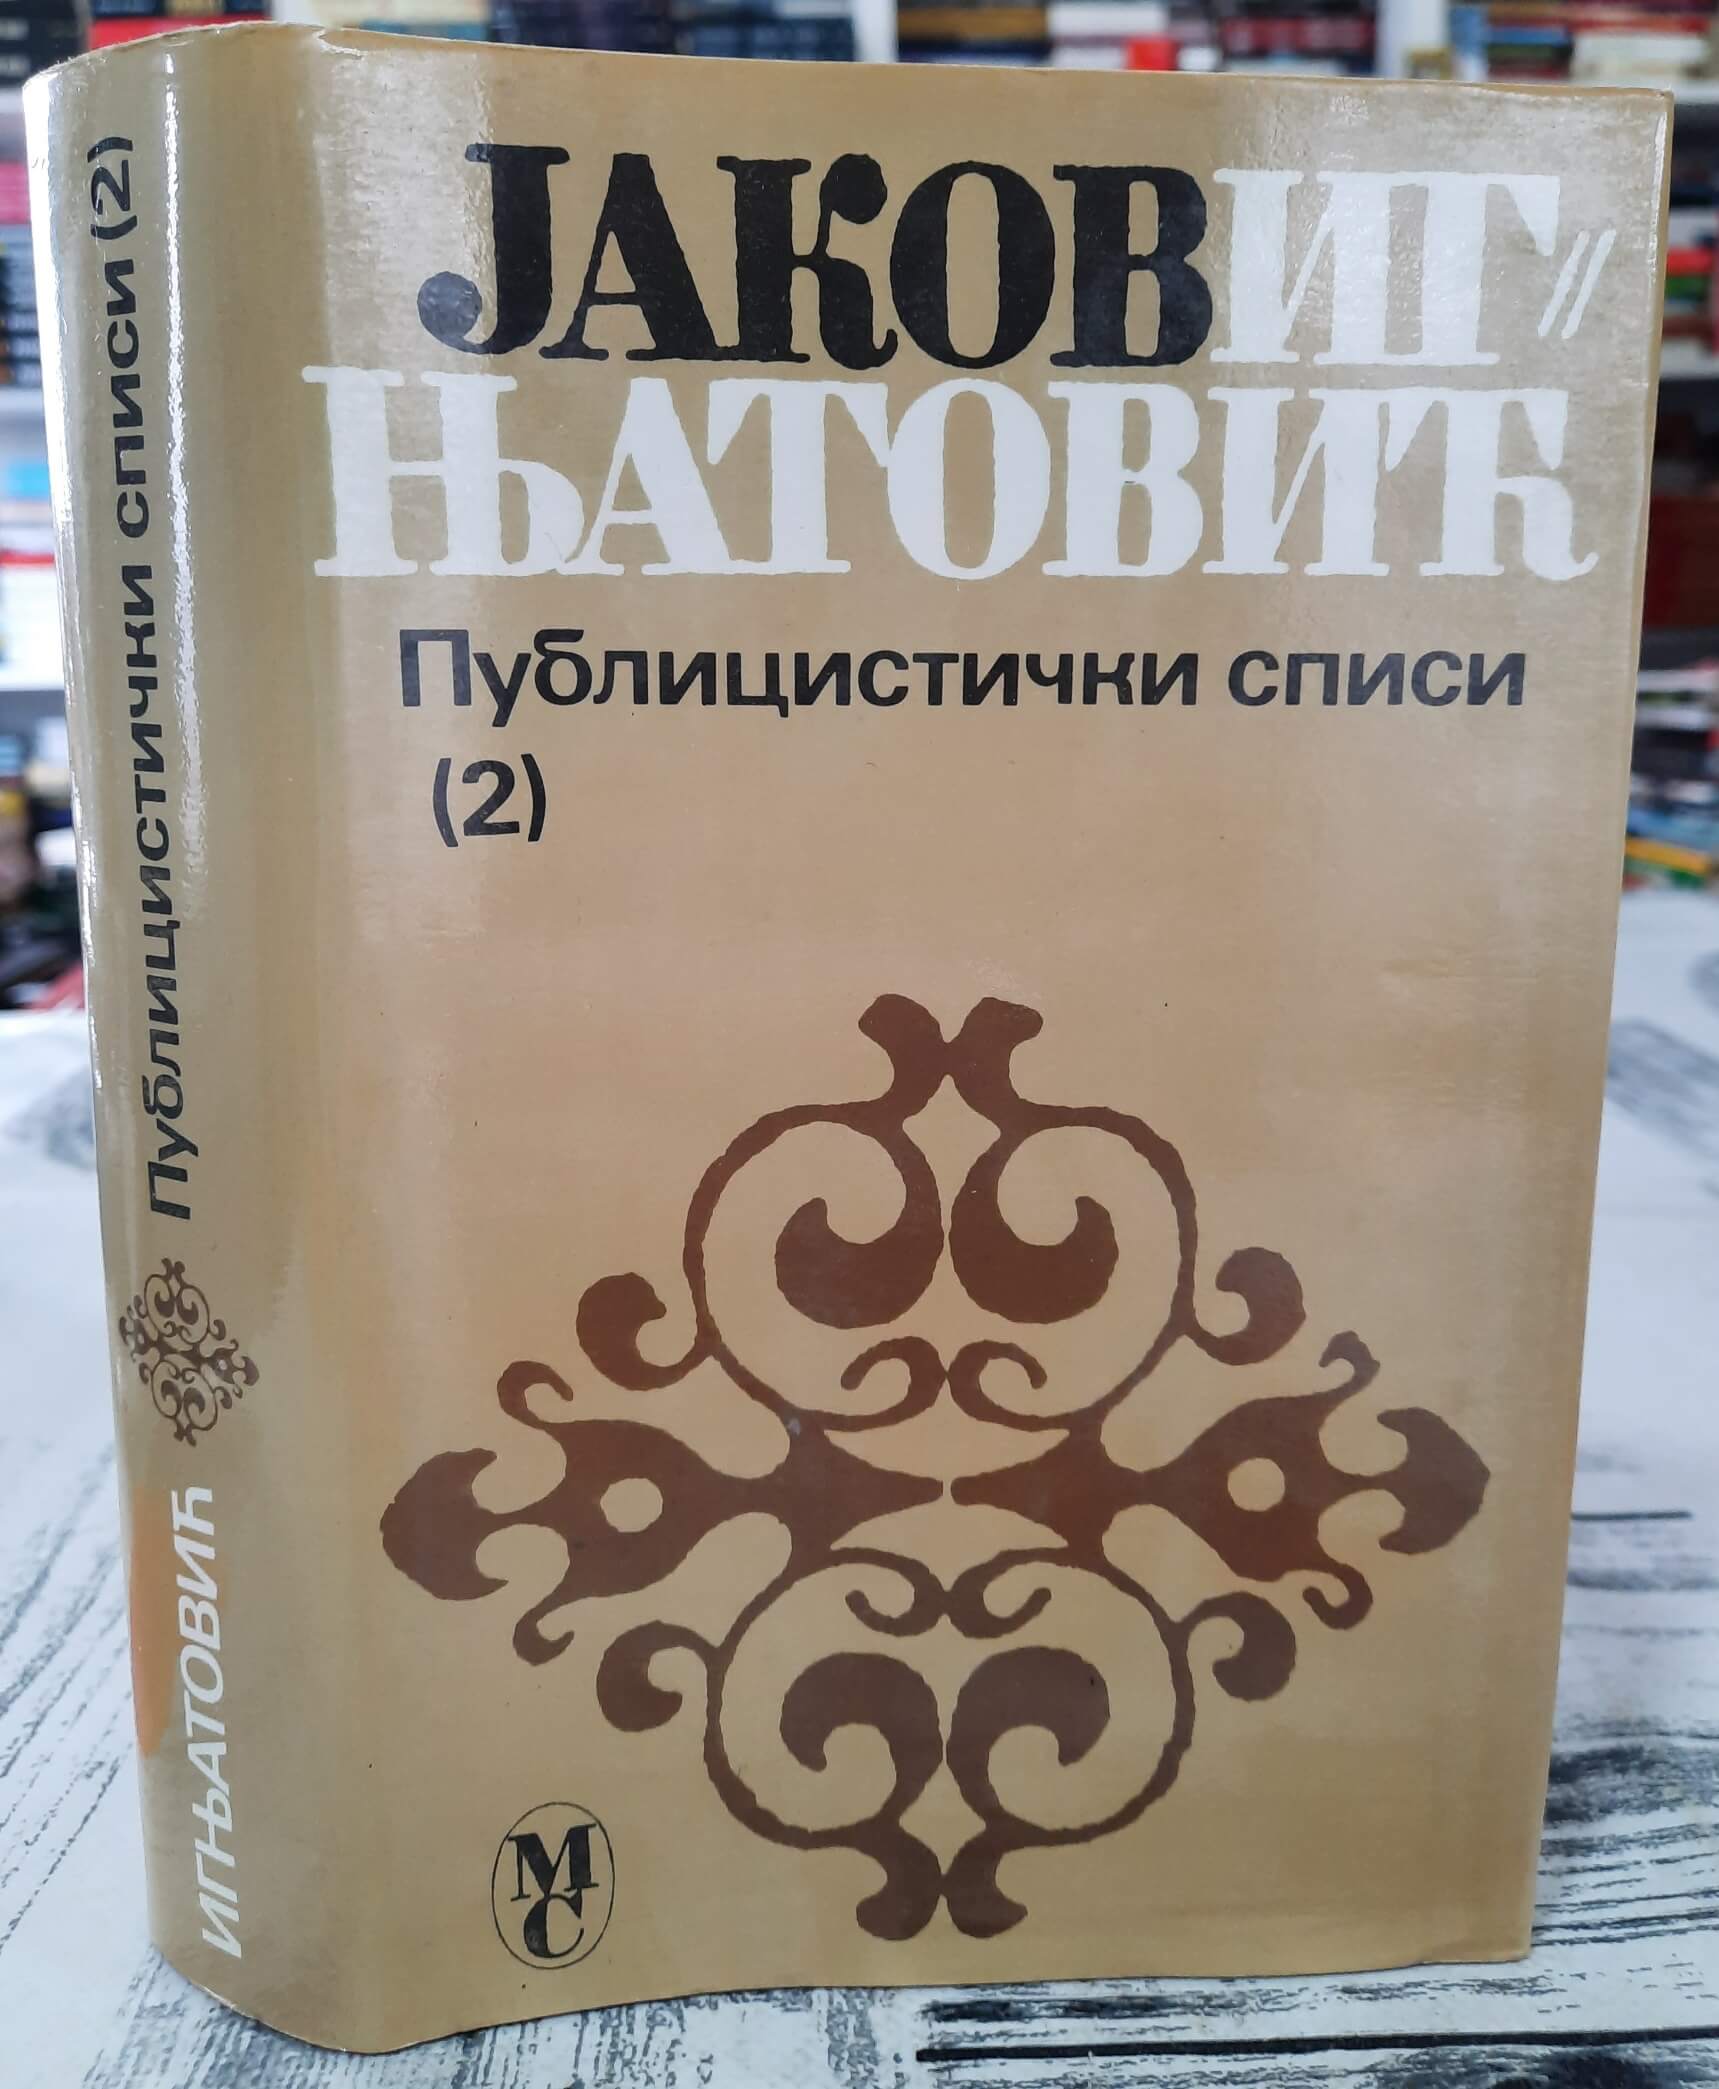 ЈАКОВ ИГ=
ЊАТОВИЋ
Публицистички списи
(2)
МС
ИГЊАТОВИЋ Публицистички списи (2)